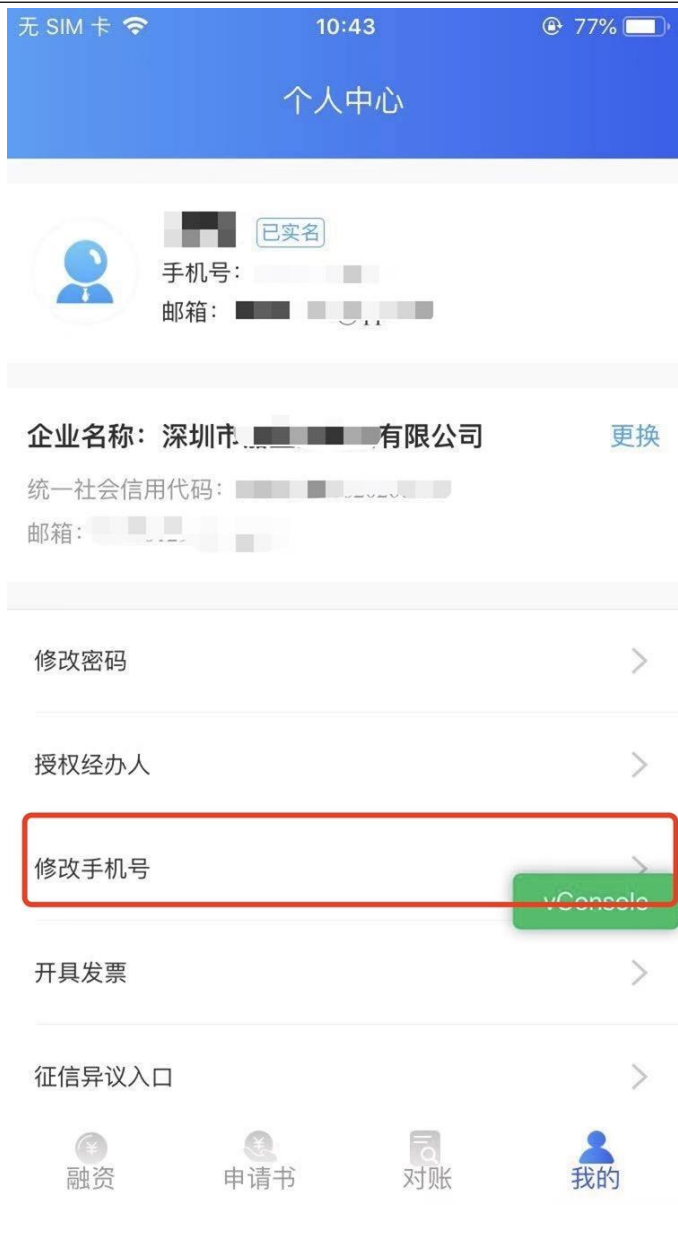 无 SIM 卡 10:43 77%
个人中心
已实名
手机号：
邮箱：
企业名称：深圳市 有限公司 更换
统一社会信用代码：
邮箱：
修改密码
授权经办人
修改手机号
vConsole
开具发票
征信异议入口
融资 申请书 对账 我的